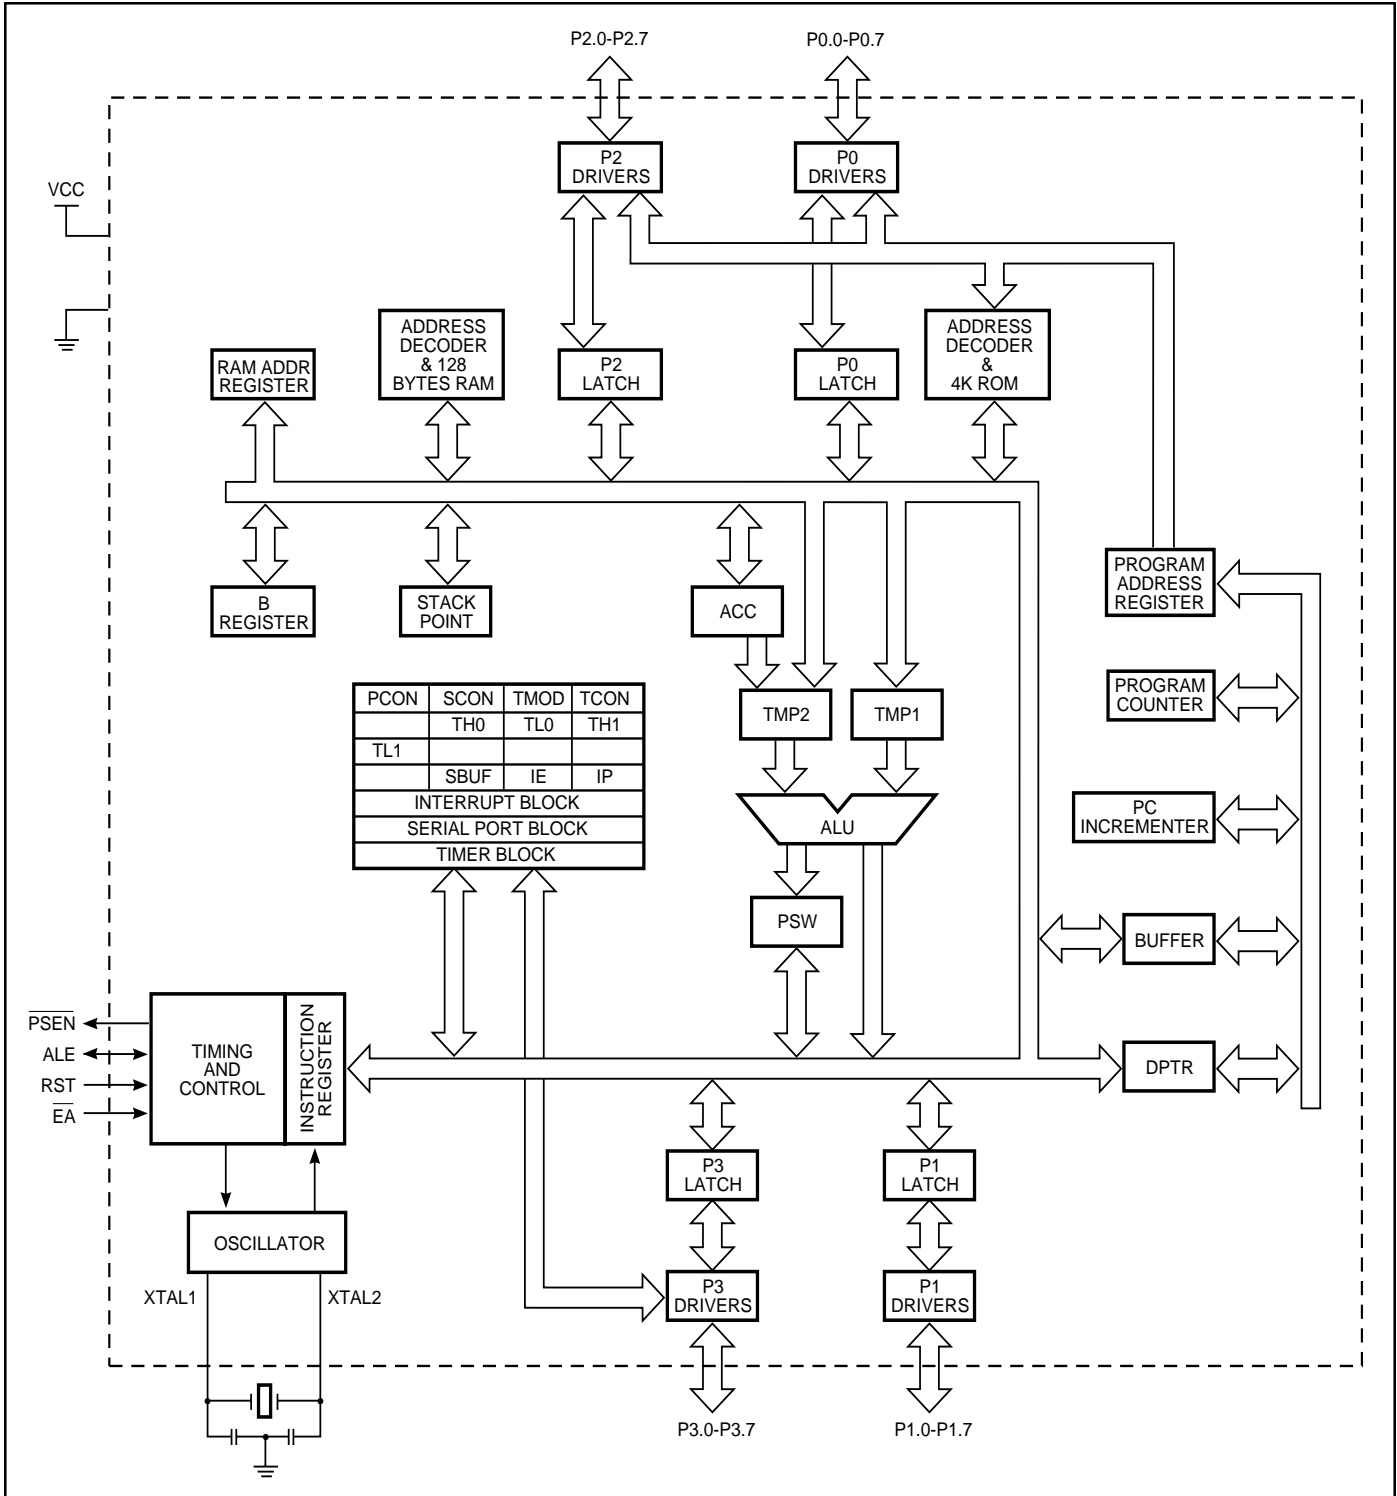 P2.0-P2.7
P0.0-P0.7
P2
DRIVERS
P0
DRIVERS
VCC
RAM ADDR
REGISTER
ADDRESS
DECODER
& 128
BYTES RAM
P2
LATCH
P0
LATCH
ADDRESS
DECODER
&
4K ROM
B
REGISTER
STACK
POINT
ACC
PROGRAM
ADDRESS
REGISTER
PCON SCON TMOD TCON
TH0 TL0 TH1
TL1
SBUF IE IP
INTERRUPT BLOCK
SERIAL PORT BLOCK
TIMER BLOCK
TMP2
TMP1
PROGRAM
COUNTER
ALU
PC
INCREMENTER
PSW
BUFFER
PSEN
ALE
RST
EA
TIMING
AND
CONTROL
INSTRUCTION
REGISTER
DPTR
P3
LATCH
P1
LATCH
OSCILLATOR
XTAL1
XTAL2
P3
DRIVERS
P1
DRIVERS
P3.0-P3.7
P1.0-P1.7